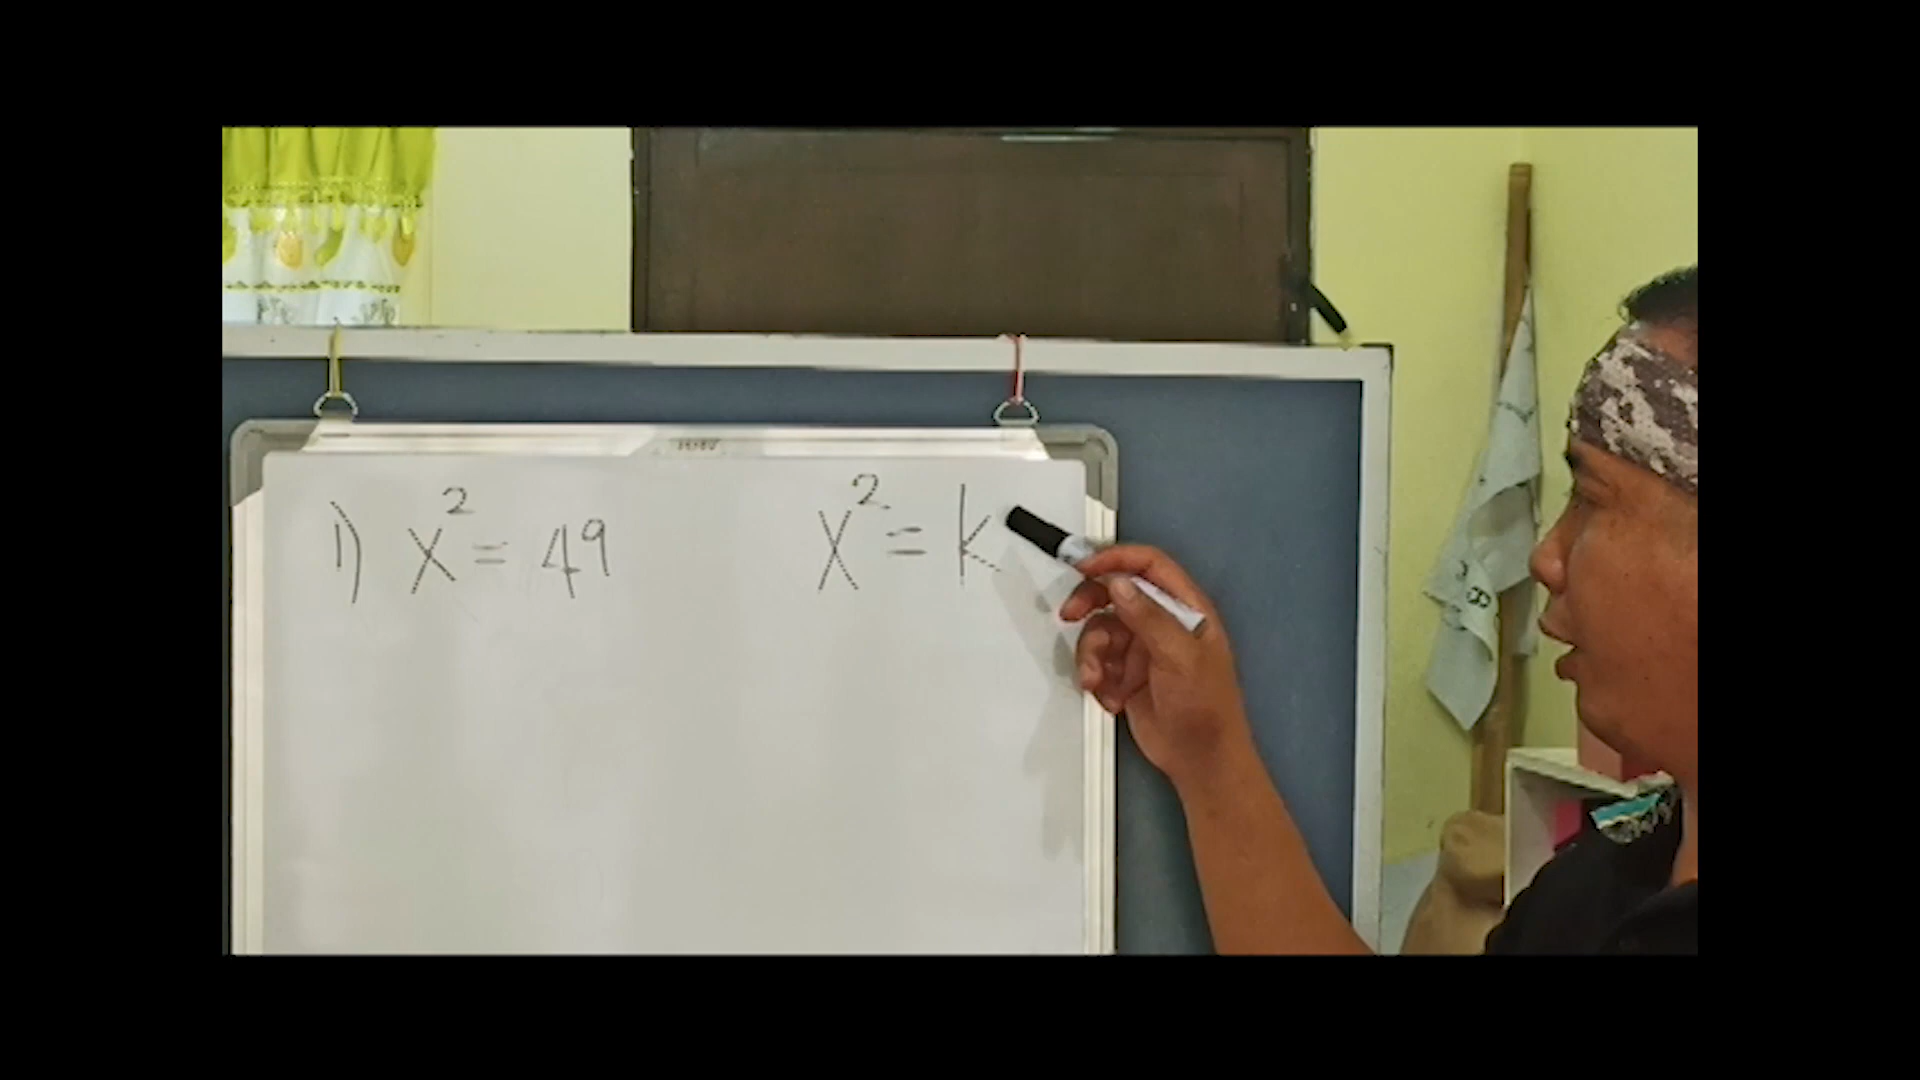 1) x² = 49
x² = k